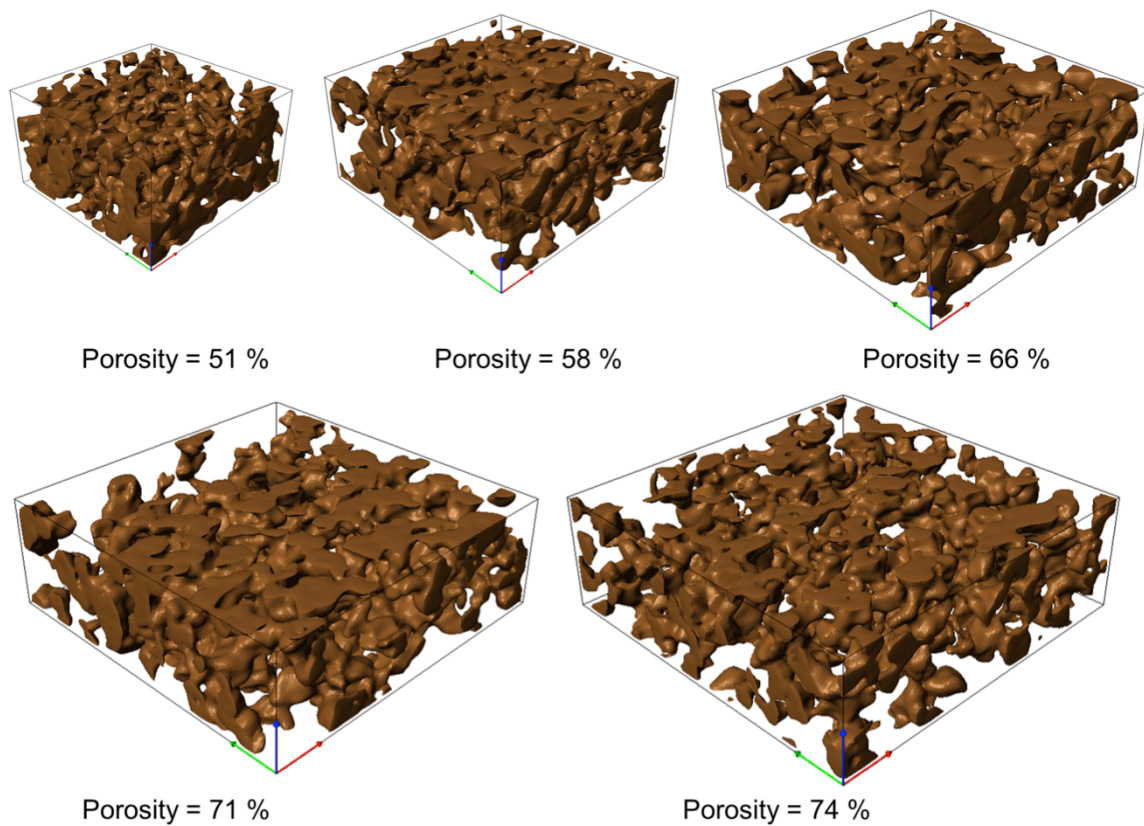 Porosity = 51 %
Porosity = 58 %
Porosity = 66 %
Porosity = 71 %
Porosity = 74 %